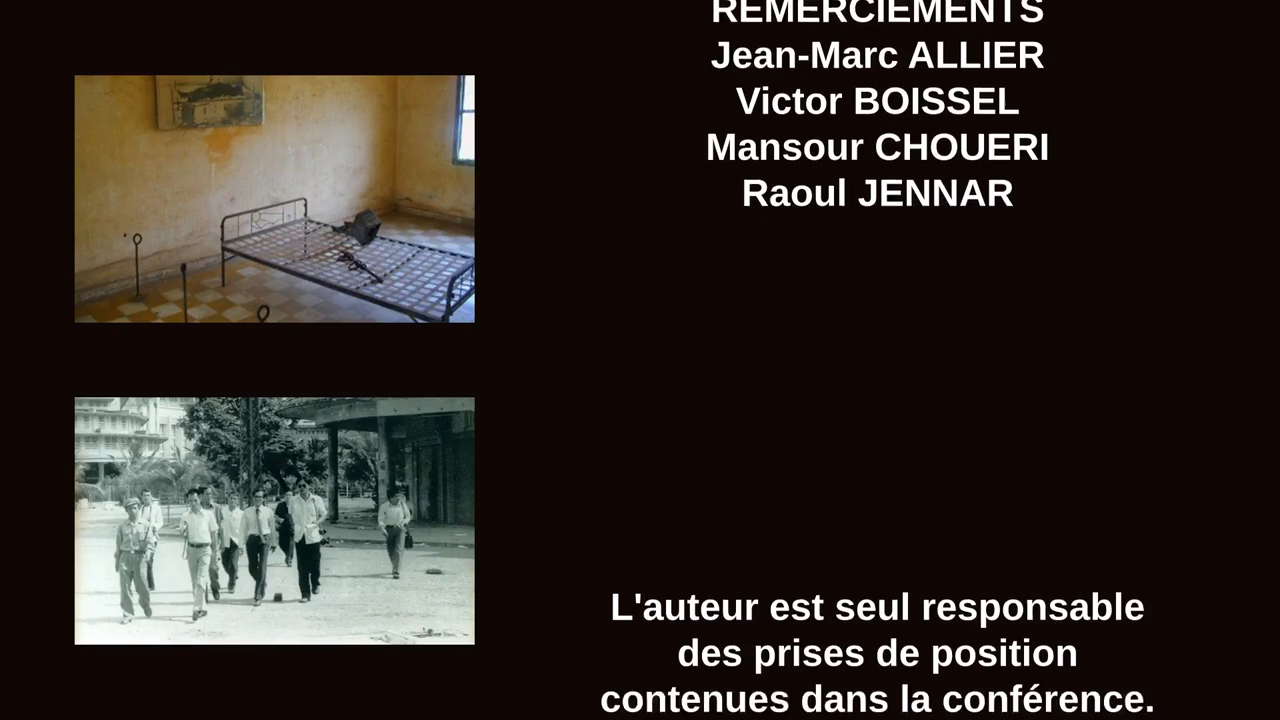 REMERCIEMENTS
Jean-Marc ALLIER
Victor BOISSEL
Mansour CHOUERI
Raoul JENNAR
L'auteur est seul responsable
des prises de position
contenues dans la conférence.